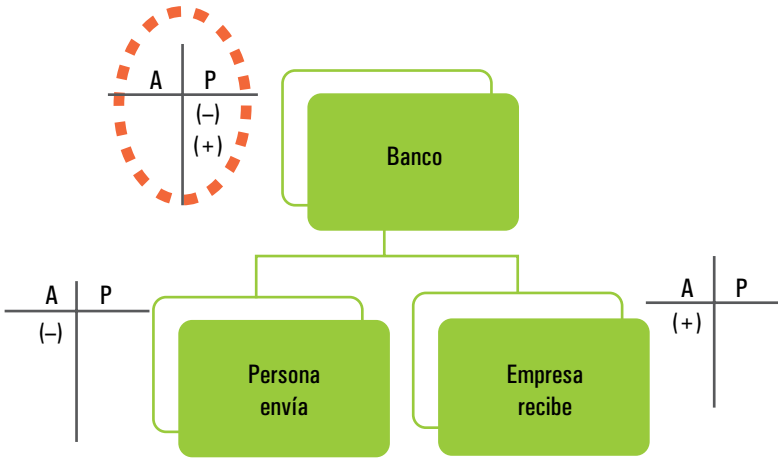 A P
(–)
(+)
Banco
A P
(–)
Persona
envía
Empresa
recibe
A P
(+)